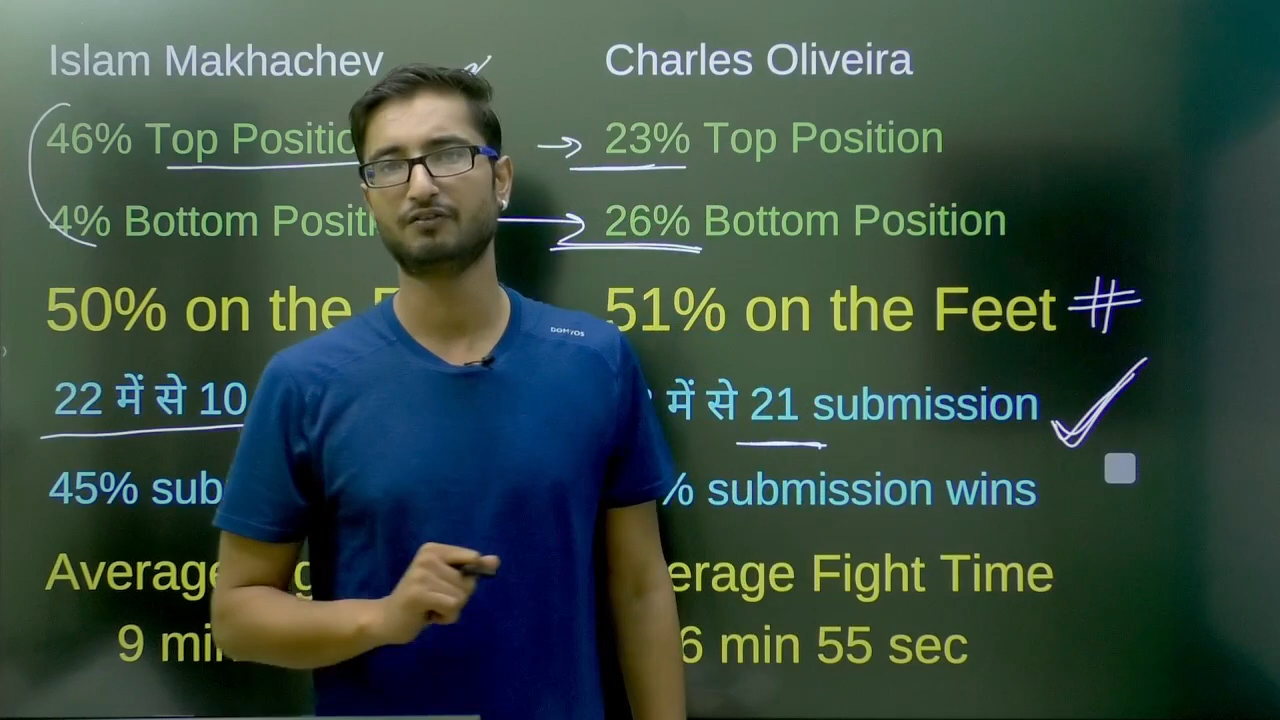 Islam Makhachev
Charles Oliveira
46% Top Positio
23% Top Position
4% Bottom Positi
26% Bottom Position
50% on the
51% on the Feet #
22 में से 10
में से 21 submission
45% sub
% submission wins
Average
erage Fight Time
9 min
6 min 55 sec
DOMYOS